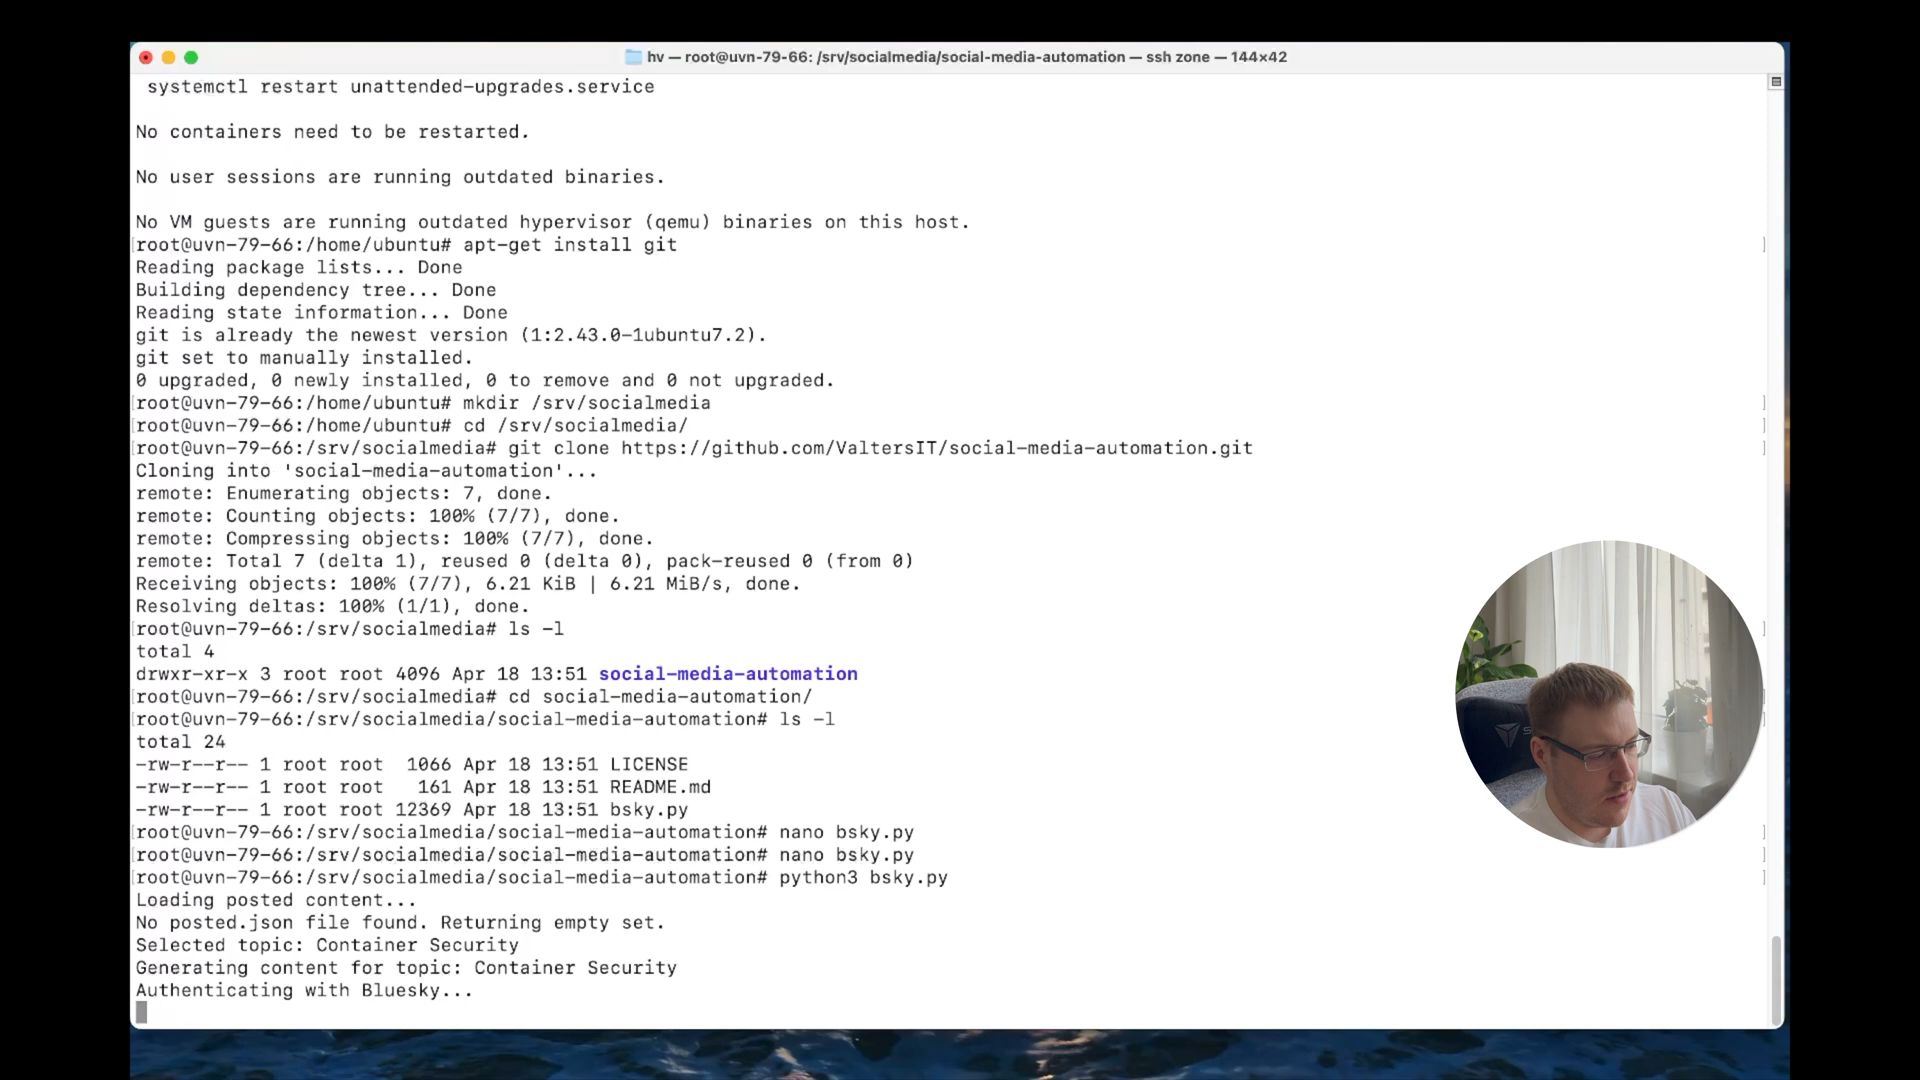 hv — root@uvn-79-66: /srv/socialmedia/social-media-automation — ssh zone — 144×42
systemctl restart unattended-upgrades.service
No containers need to be restarted.
No user sessions are running outdated binaries.
No VM guests are running outdated hypervisor (qemu) binaries on this host.
[root@uvn-79-66:/home/ubuntu# apt-get install git ]
Reading package lists... Done
Building dependency tree... Done
Reading state information... Done
git is already the newest version (1:2.43.0-1ubuntu7.2).
git set to manually installed.
0 upgraded, 0 newly installed, 0 to remove and 0 not upgraded.
[root@uvn-79-66:/home/ubuntu# mkdir /srv/socialmedia ]
[root@uvn-79-66:/home/ubuntu# cd /srv/socialmedia/ ]
[root@uvn-79-66:/srv/socialmedia# git clone https://github.com/ValtersIT/social-media-automation.git ]
Cloning into 'social-media-automation'...
remote: Enumerating objects: 7, done.
remote: Counting objects: 100% (7/7), done.
remote: Compressing objects: 100% (7/7), done.
remote: Total 7 (delta 1), reused 0 (delta 0), pack-reused 0 (from 0)
Receiving objects: 100% (7/7), 6.21 KiB | 6.21 MiB/s, done.
Resolving deltas: 100% (1/1), done.
[root@uvn-79-66:/srv/socialmedia# ls -l ]
total 4
drwxr-xr-x 3 root root 4096 Apr 18 13:51 social-media-automation
[root@uvn-79-66:/srv/socialmedia# cd social-media-automation/ ]
[root@uvn-79-66:/srv/socialmedia/social-media-automation# ls -l ]
total 24
-rw-r--r-- 1 root root 1066 Apr 18 13:51 LICENSE
-rw-r--r-- 1 root root 161 Apr 18 13:51 README.md
-rw-r--r-- 1 root root 12369 Apr 18 13:51 bsky.py
[root@uvn-79-66:/srv/socialmedia/social-media-automation# nano bsky.py ]
[root@uvn-79-66:/srv/socialmedia/social-media-automation# nano bsky.py ]
[root@uvn-79-66:/srv/socialmedia/social-media-automation# python3 bsky.py ]
Loading posted content...
No posted.json file found. Returning empty set.
Selected topic: Container Security
Generating content for topic: Container Security
Authenticating with Bluesky...